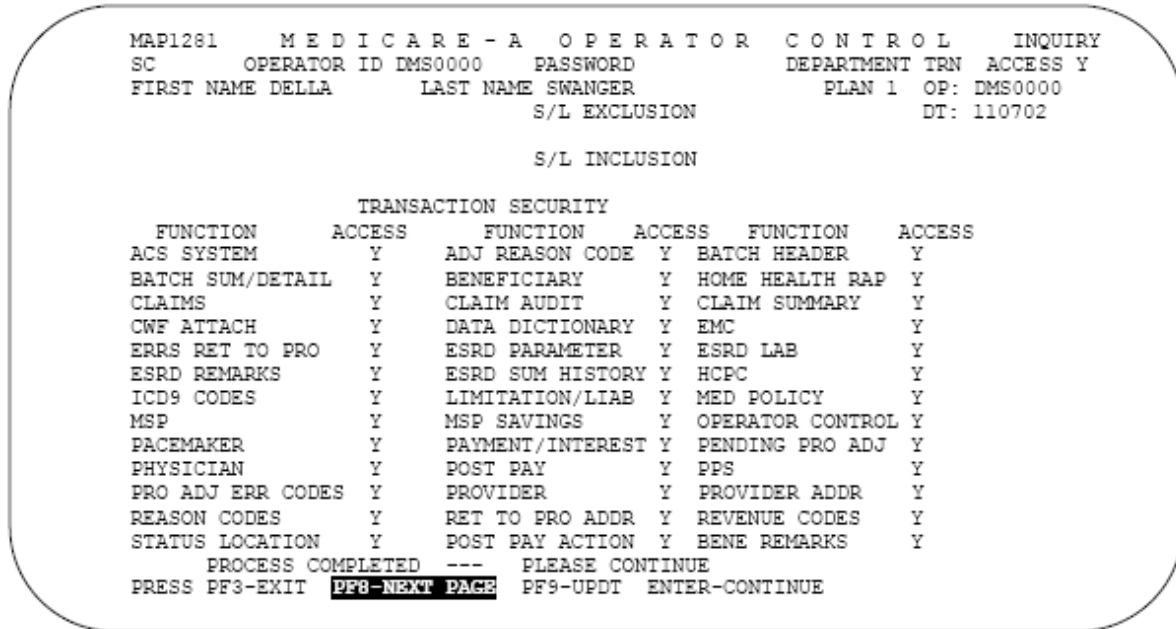 MAP1281 M E D I C A R E - A O P E R A T O R C O N T R O L INQUIRY
SC OPERATOR ID DMS0000 PASSWORD DEPARTMENT TRN ACCESS Y
FIRST NAME DELLA LAST NAME SWANGER PLAN 1 OP: DMS0000
S/L EXCLUSION DT: 110702
S/L INCLUSION
TRANSACTION SECURITY
FUNCTION ACCESS FUNCTION ACCESS FUNCTION ACCESS
ACS SYSTEM Y ADJ REASON CODE Y BATCH HEADER Y
BATCH SUM/DETAIL Y BENEFICIARY Y HOME HEALTH RAP Y
CLAIMS Y CLAIM AUDIT Y CLAIM SUMMARY Y
CWF ATTACH Y DATA DICTIONARY Y EMC Y
ERRS RET TO PRO Y ESRD PARAMETER Y ESRD LAB Y
ESRD REMARKS Y ESRD SUM HISTORY Y HCPC Y
ICD9 CODES Y LIMITATION/LIAB Y MED POLICY Y
MSP Y MSP SAVINGS Y OPERATOR CONTROL Y
PACEMAKER Y PAYMENT/INTEREST Y PENDING PRO ADJ Y
PHYSICIAN Y POST PAY Y PPS Y
PRO ADJ ERR CODES Y PROVIDER Y PROVIDER ADDR Y
REASON CODES Y RET TO PRO ADDR Y REVENUE CODES Y
STATUS LOCATION Y POST PAY ACTION Y BENE REMARKS Y
PROCESS COMPLETED --- PLEASE CONTINUE
PRESS PF3-EXIT PF8-NEXT PAGE PF9-UPDT ENTER-CONTINUE